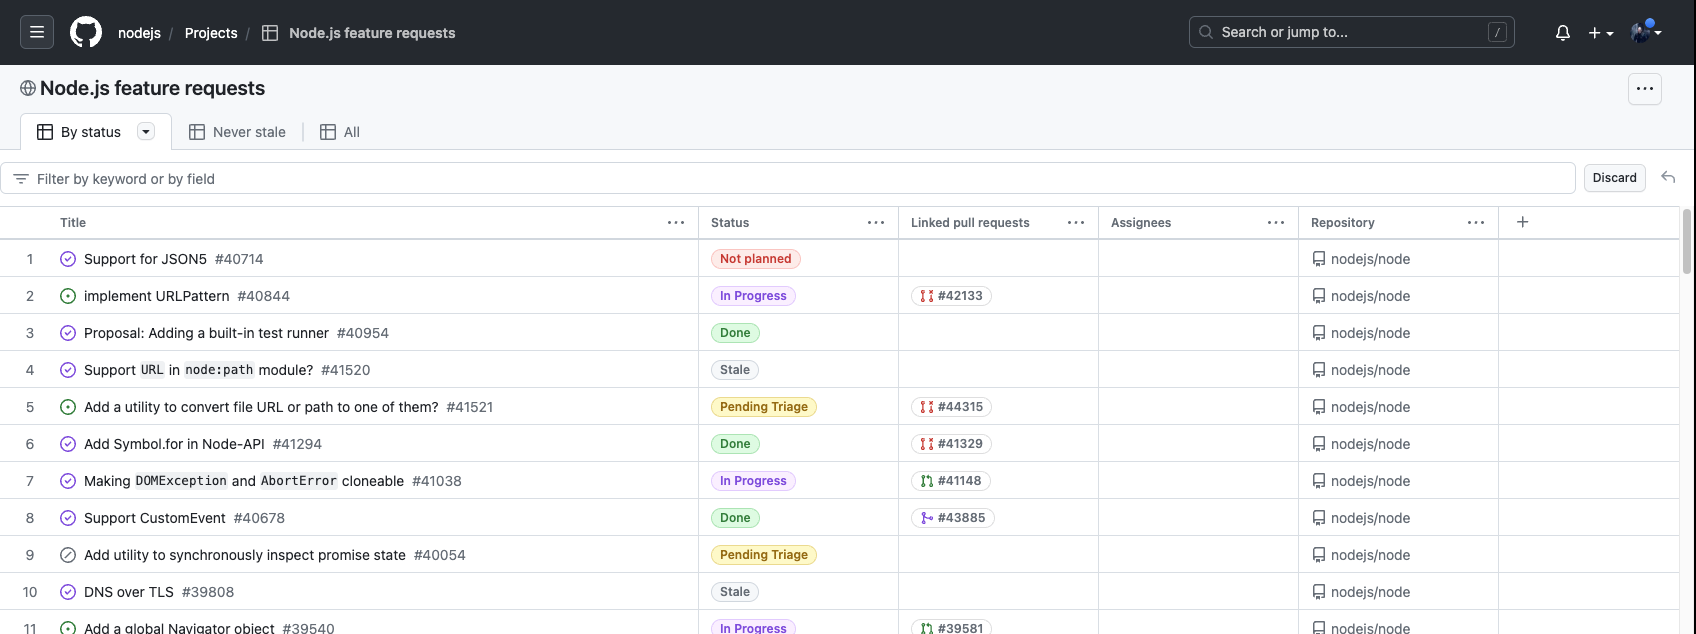 nodejs / Projects / Node.js feature requests
Search or jump to... /
Node.js feature requests
By status Never stale All
Filter by keyword or by field Discard
Title Status Linked pull requests Assignees Repository
1 Support for JSON5 #40714 Not planned nodejs/node
2 implement URLPattern #40844 In Progress #42133 nodejs/node
3 Proposal: Adding a built-in test runner #40954 Done nodejs/node
4 Support URL in node:path module? #41520 Stale nodejs/node
5 Add a utility to convert file URL or path to one of them? #41521 Pending Triage #44315 nodejs/node
6 Add Symbol.for in Node-API #41294 Done #41329 nodejs/node
7 Making DOMException and AbortError cloneable #41038 In Progress #41148 nodejs/node
8 Support CustomEvent #40678 Done #43885 nodejs/node
9 Add utility to synchronously inspect promise state #40054 Pending Triage nodejs/node
10 DNS over TLS #39808 Stale nodejs/node
11 Add a global Navigator object #39540 In Progress #39581 nodejs/node